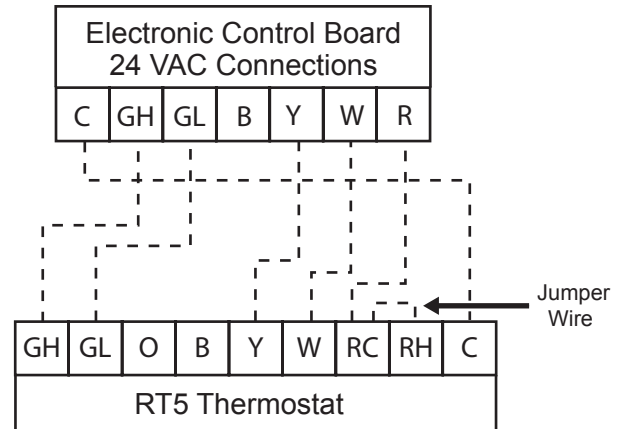 Electronic Control Board
24 VAC Connections
C GH GL B Y W R
Jumper
Wire
GH GL O B Y W RC RH C
RT5 Thermostat